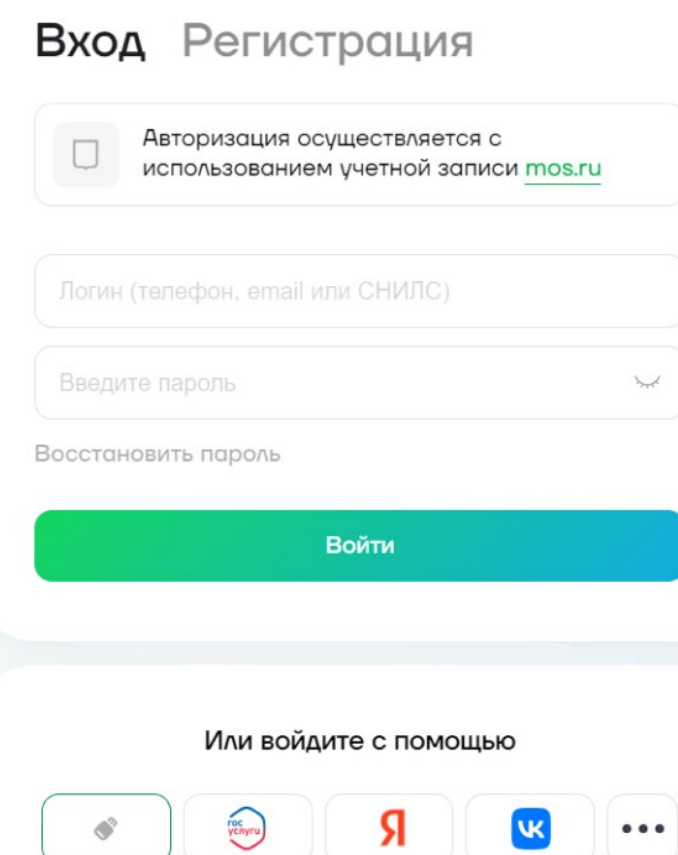 Вход Регистрация
Авторизация осуществляется с
использованием учетной записи mos.ru
Логин (телефон, email или СНИЛС)
Введите пароль
Восстановить пароль
Войти
Или войдите с помощью
гос услуги Я VK